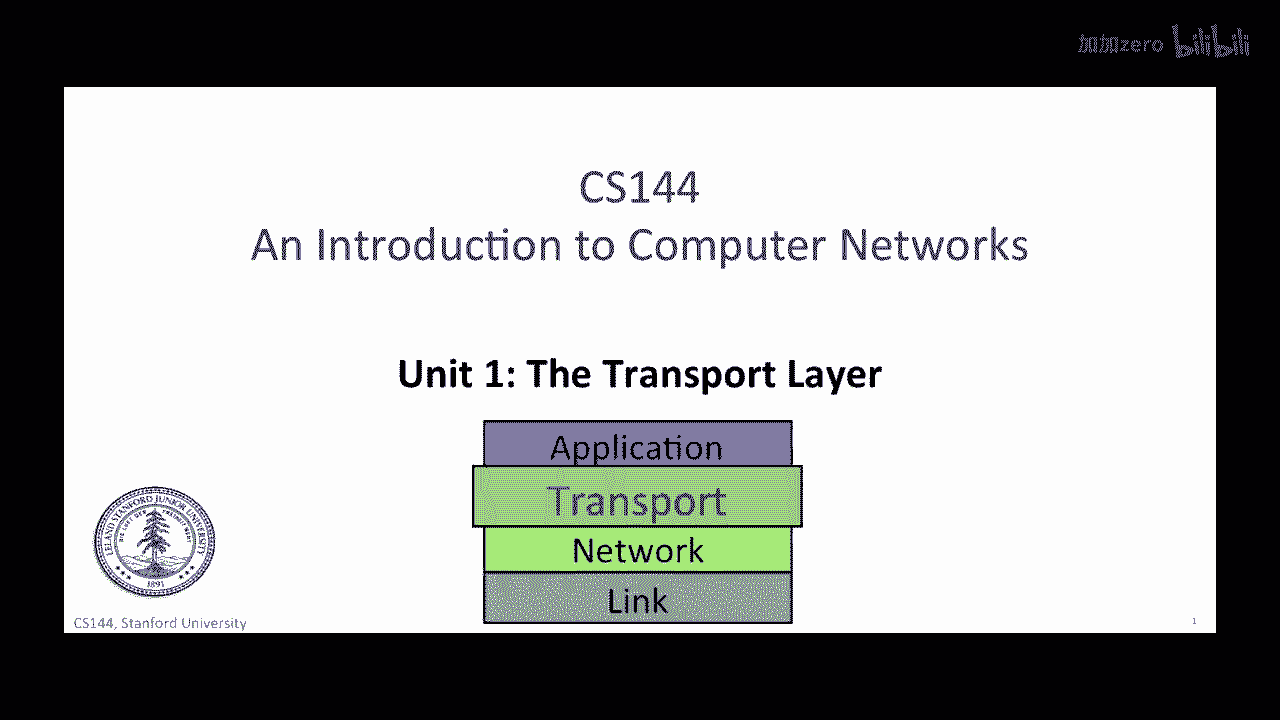 加加zero bilibili
CS144
An Introduction to Computer Networks
Unit 1: The Transport Layer
Application
Transport
Network
Link
LELAND STANFORD JUNIOR UNIVERSITY
1891
CS144, Stanford University
1